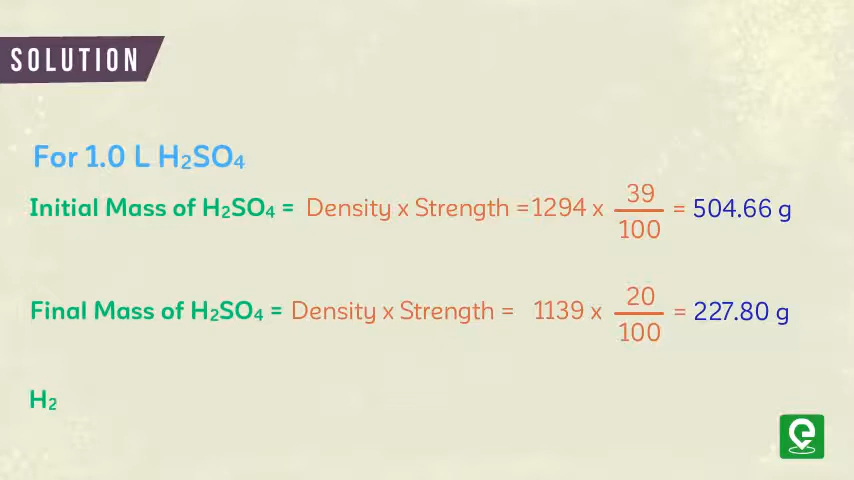 SOLUTION
For 1.0 L H₂SO₄
Initial Mass of H₂SO₄ = Density x Strength = 1294 x 39/100 = 504.66 g
Final Mass of H₂SO₄ = Density x Strength = 1139 x 20/100 = 227.80 g
H₂